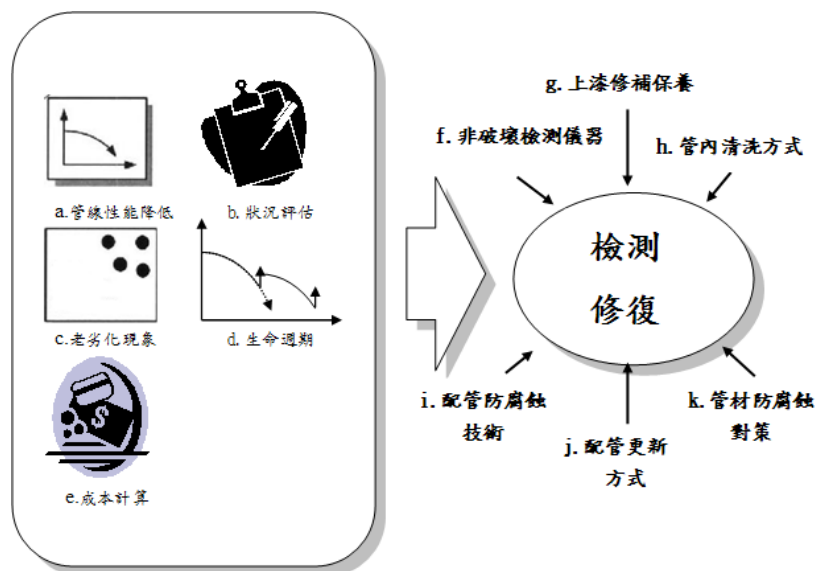 a.管線性能降低
b.狀況評估
c.老劣化現象
d.生命週期
e.成本計算
g.上漆修補保養
f.非破壞檢測儀器
h.管內清洗方式
檢測
修復
i.配管防腐蝕
技術
j.配管更新
方式
k.管材防腐蝕
對策